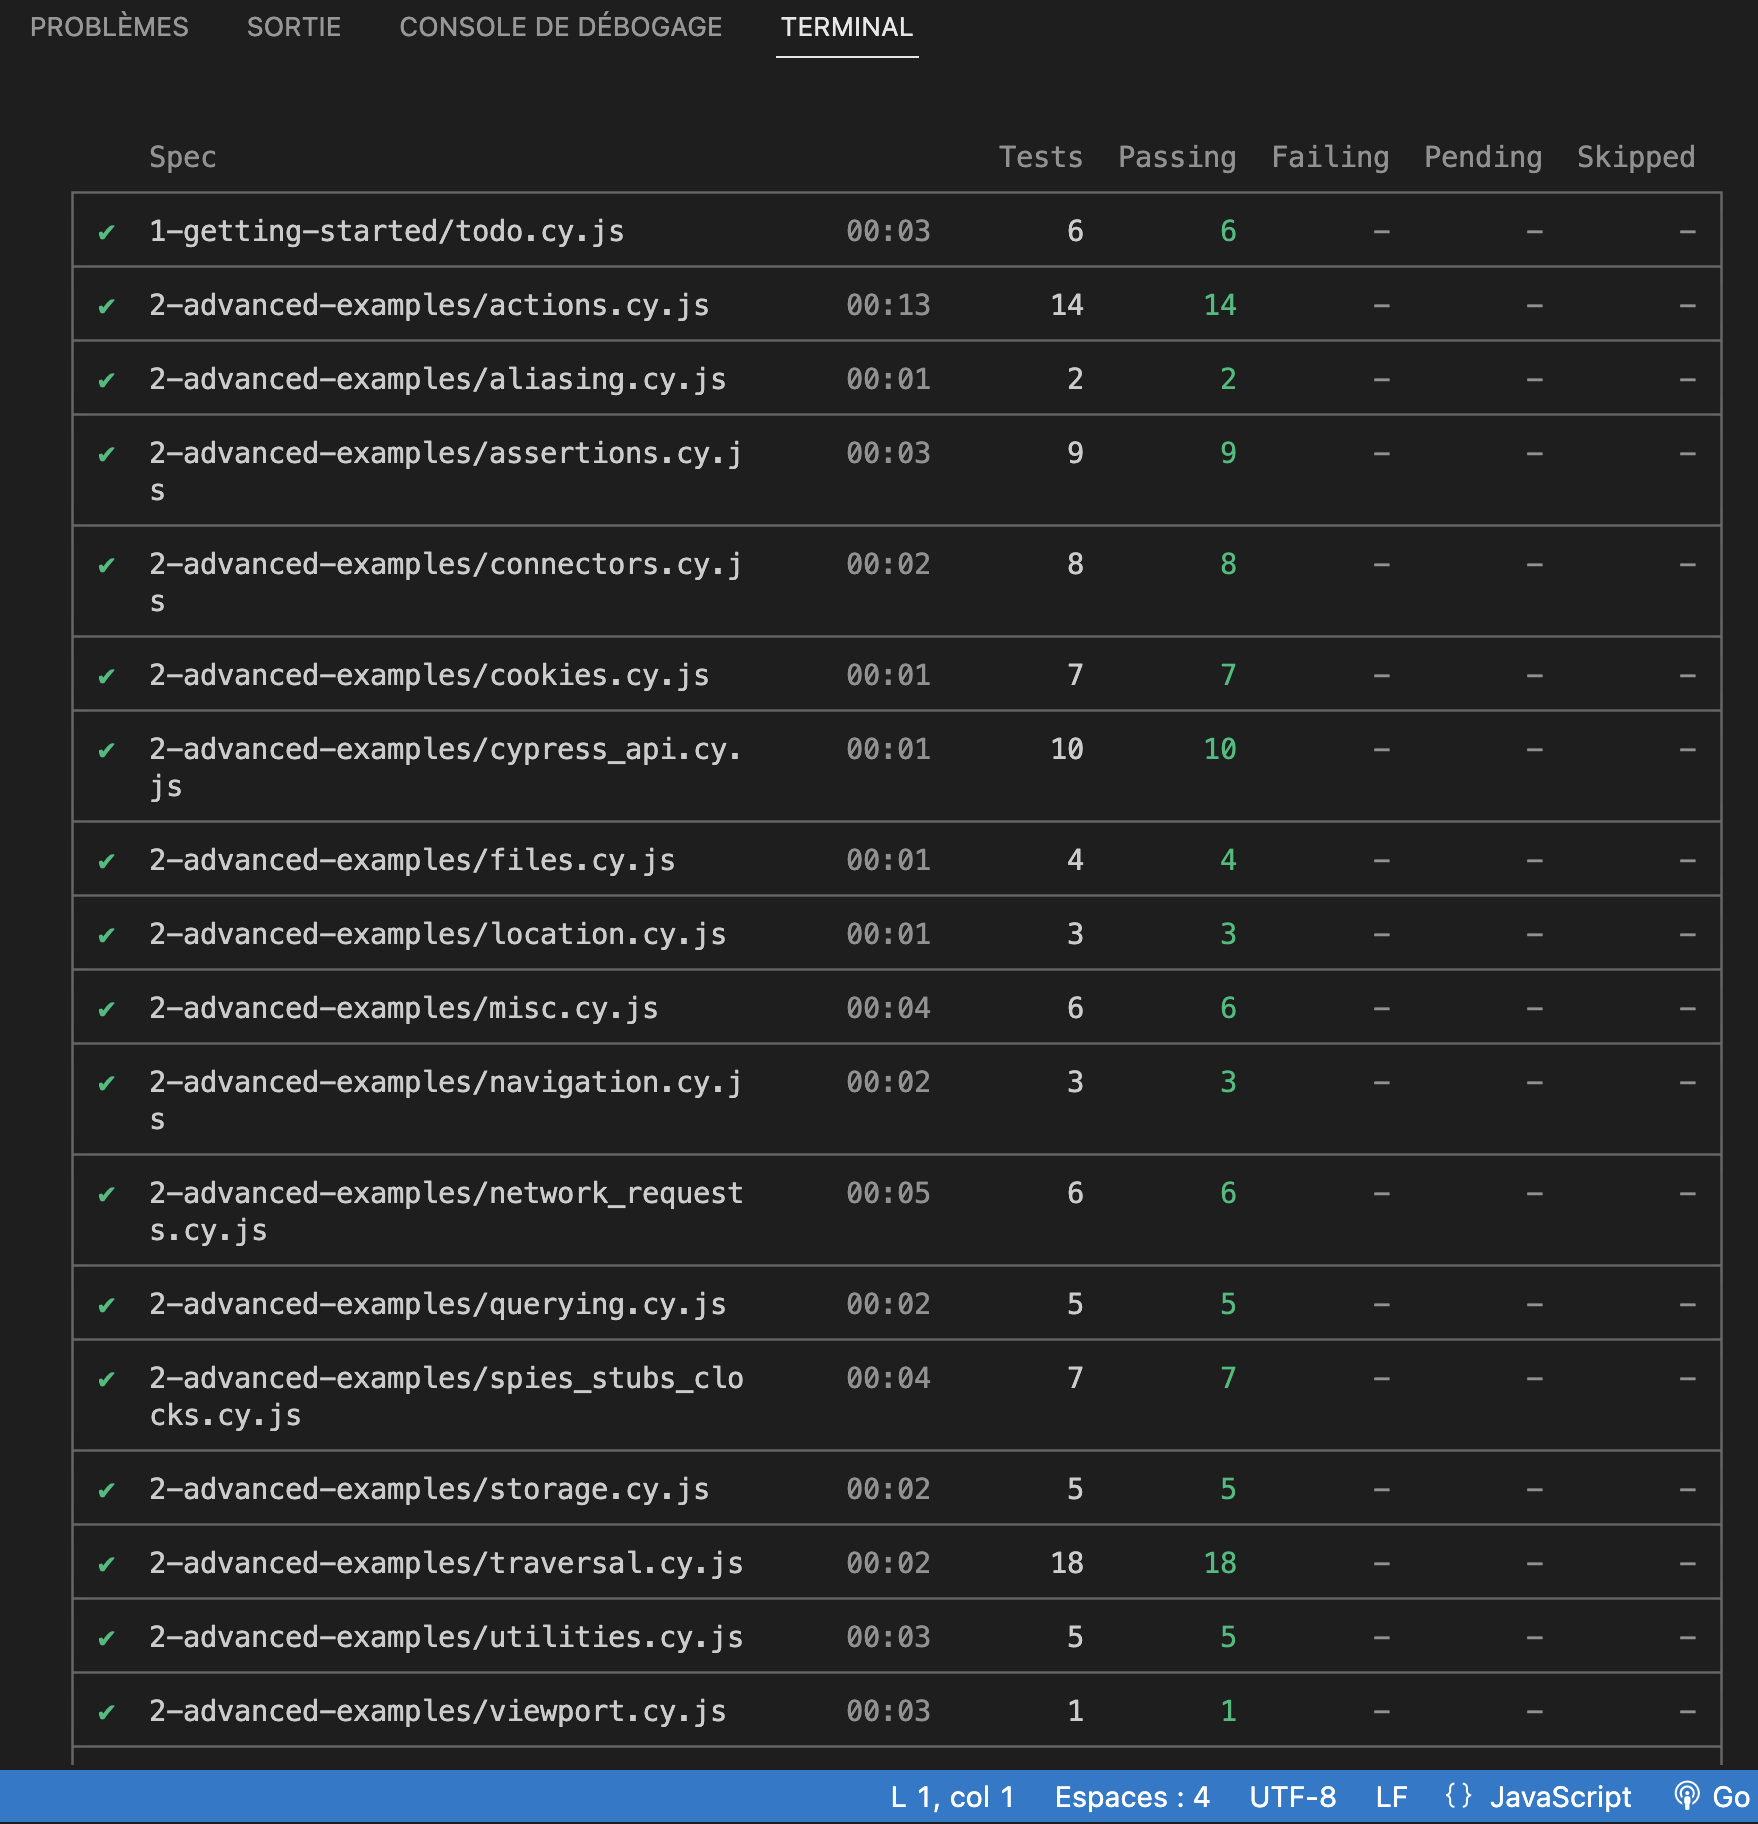 PROBLÈMES SORTIE CONSOLE DE DÉBOGAGE TERMINAL
Spec Tests Passing Failing Pending Skipped
✔ 1-getting-started/todo.cy.js 00:03 6 6 - - -
✔ 2-advanced-examples/actions.cy.js 00:13 14 14 - - -
✔ 2-advanced-examples/aliasing.cy.js 00:01 2 2 - - -
✔ 2-advanced-examples/assertions.cy.j 00:03 9 9 - - -
s
✔ 2-advanced-examples/connectors.cy.j 00:02 8 8 - - -
s
✔ 2-advanced-examples/cookies.cy.js 00:01 7 7 - - -
✔ 2-advanced-examples/cypress_api.cy. 00:01 10 10 - - -
js
✔ 2-advanced-examples/files.cy.js 00:01 4 4 - - -
✔ 2-advanced-examples/location.cy.js 00:01 3 3 - - -
✔ 2-advanced-examples/misc.cy.js 00:04 6 6 - - -
✔ 2-advanced-examples/navigation.cy.j 00:02 3 3 - - -
s
✔ 2-advanced-examples/network_request 00:05 6 6 - - -
s.cy.js
✔ 2-advanced-examples/querying.cy.js 00:02 5 5 - - -
✔ 2-advanced-examples/spies_stubs_clo 00:04 7 7 - - -
cks.cy.js
✔ 2-advanced-examples/storage.cy.js 00:02 5 5 - - -
✔ 2-advanced-examples/traversal.cy.js 00:02 18 18 - - -
✔ 2-advanced-examples/utilities.cy.js 00:03 5 5 - - -
✔ 2-advanced-examples/viewport.cy.js 00:03 1 1 - - -
L 1, col 1 Espaces : 4 UTF-8 LF {} JavaScript Go